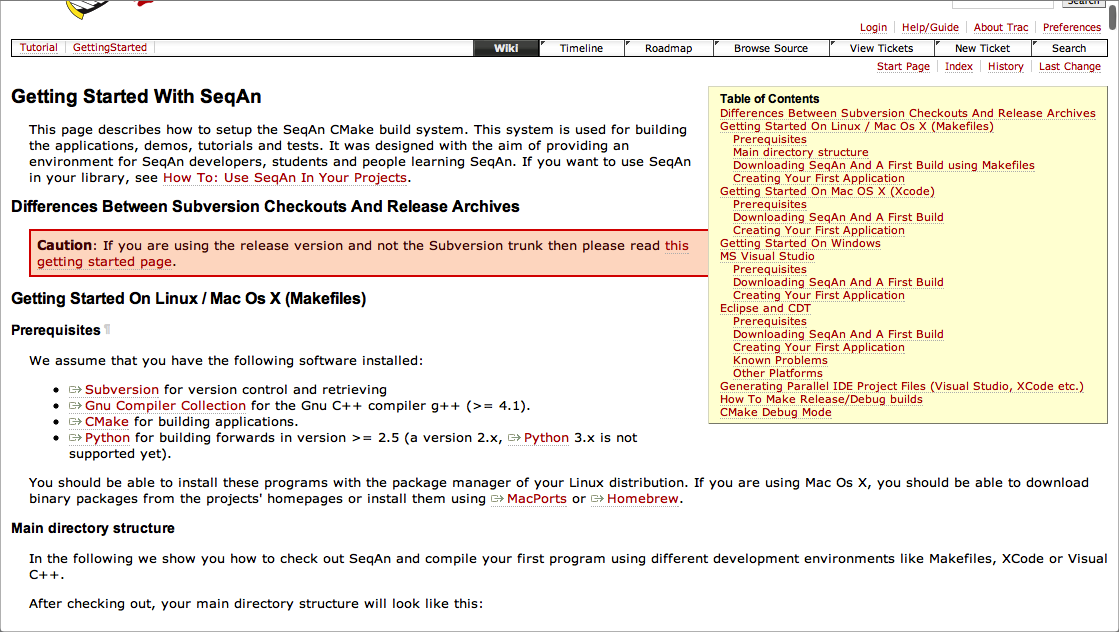 Search
Login Help/Guide About Trac Preferences
Tutorial GettingStarted Wiki Timeline Roadmap Browse Source View Tickets New Ticket Search
Start Page Index History Last Change
Getting Started With SeqAn
This page describes how to setup the SeqAn CMake build system. This system is used for building
the applications, demos, tutorials and tests. It was designed with the aim of providing an
environment for SeqAn developers, students and people learning SeqAn. If you want to use SeqAn
in your library, see How To: Use SeqAn In Your Projects.
Differences Between Subversion Checkouts And Release Archives
Caution: If you are using the release version and not the Subversion trunk then please read this
getting started page.
Table of Contents
Differences Between Subversion Checkouts And Release Archives
Getting Started On Linux / Mac Os X (Makefiles)
Prerequisites
Main directory structure
Downloading SeqAn And A First Build using Makefiles
Creating Your First Application
Getting Started On Mac OS X (Xcode)
Prerequisites
Downloading SeqAn And A First Build
Creating Your First Application
Getting Started On Windows
MS Visual Studio
Prerequisites
Downloading SeqAn And A First Build
Creating Your First Application
Eclipse and CDT
Prerequisites
Downloading SeqAn And A First Build
Creating Your First Application
Known Problems
Other Platforms
Generating Parallel IDE Project Files (Visual Studio, XCode etc.)
How To Make Release/Debug builds
CMake Debug Mode
Getting Started On Linux / Mac Os X (Makefiles)
Prerequisites ¶
We assume that you have the following software installed:
• Subversion for version control and retrieving
• Gnu Compiler Collection for the Gnu C++ compiler g++ (>= 4.1).
• CMake for building applications.
• Python for building forwards in version >= 2.5 (a version 2.x, Python 3.x is not
supported yet).
You should be able to install these programs with the package manager of your Linux distribution. If you are using Mac Os X, you should be able to download
binary packages from the projects' homepages or install them using MacPorts or Homebrew.
Main directory structure
In the following we show you how to check out SeqAn and compile your first program using different development environments like Makefiles, XCode or Visual
C++.
After checking out, your main directory structure will look like this: